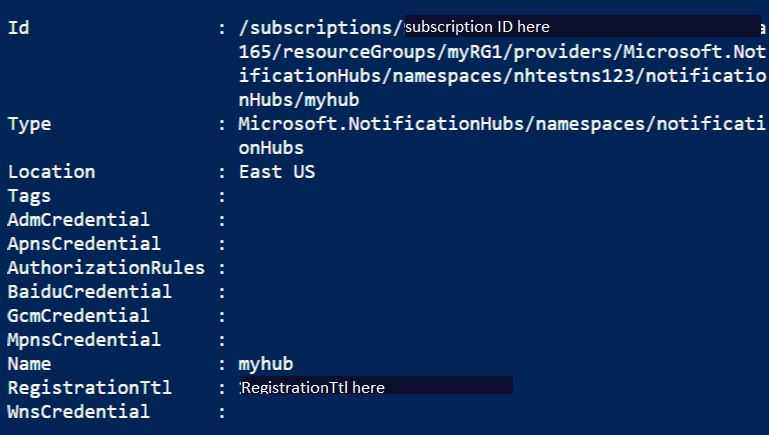 Id : /subscriptions/subscription ID here a
165/resourceGroups/myRG1/providers/Microsoft.Not
ificationHubs/namespaces/nhtestns123/notificatio
nHubs/myhub
Type : Microsoft.NotificationHubs/namespaces/notificati
onHubs
Location : East US
Tags :
AdmCredential :
ApnsCredential :
AuthorizationRules :
BaiduCredential :
GcmCredential :
MpnsCredential :
Name : myhub
RegistrationTtl : RegistrationTtl here
WnsCredential :